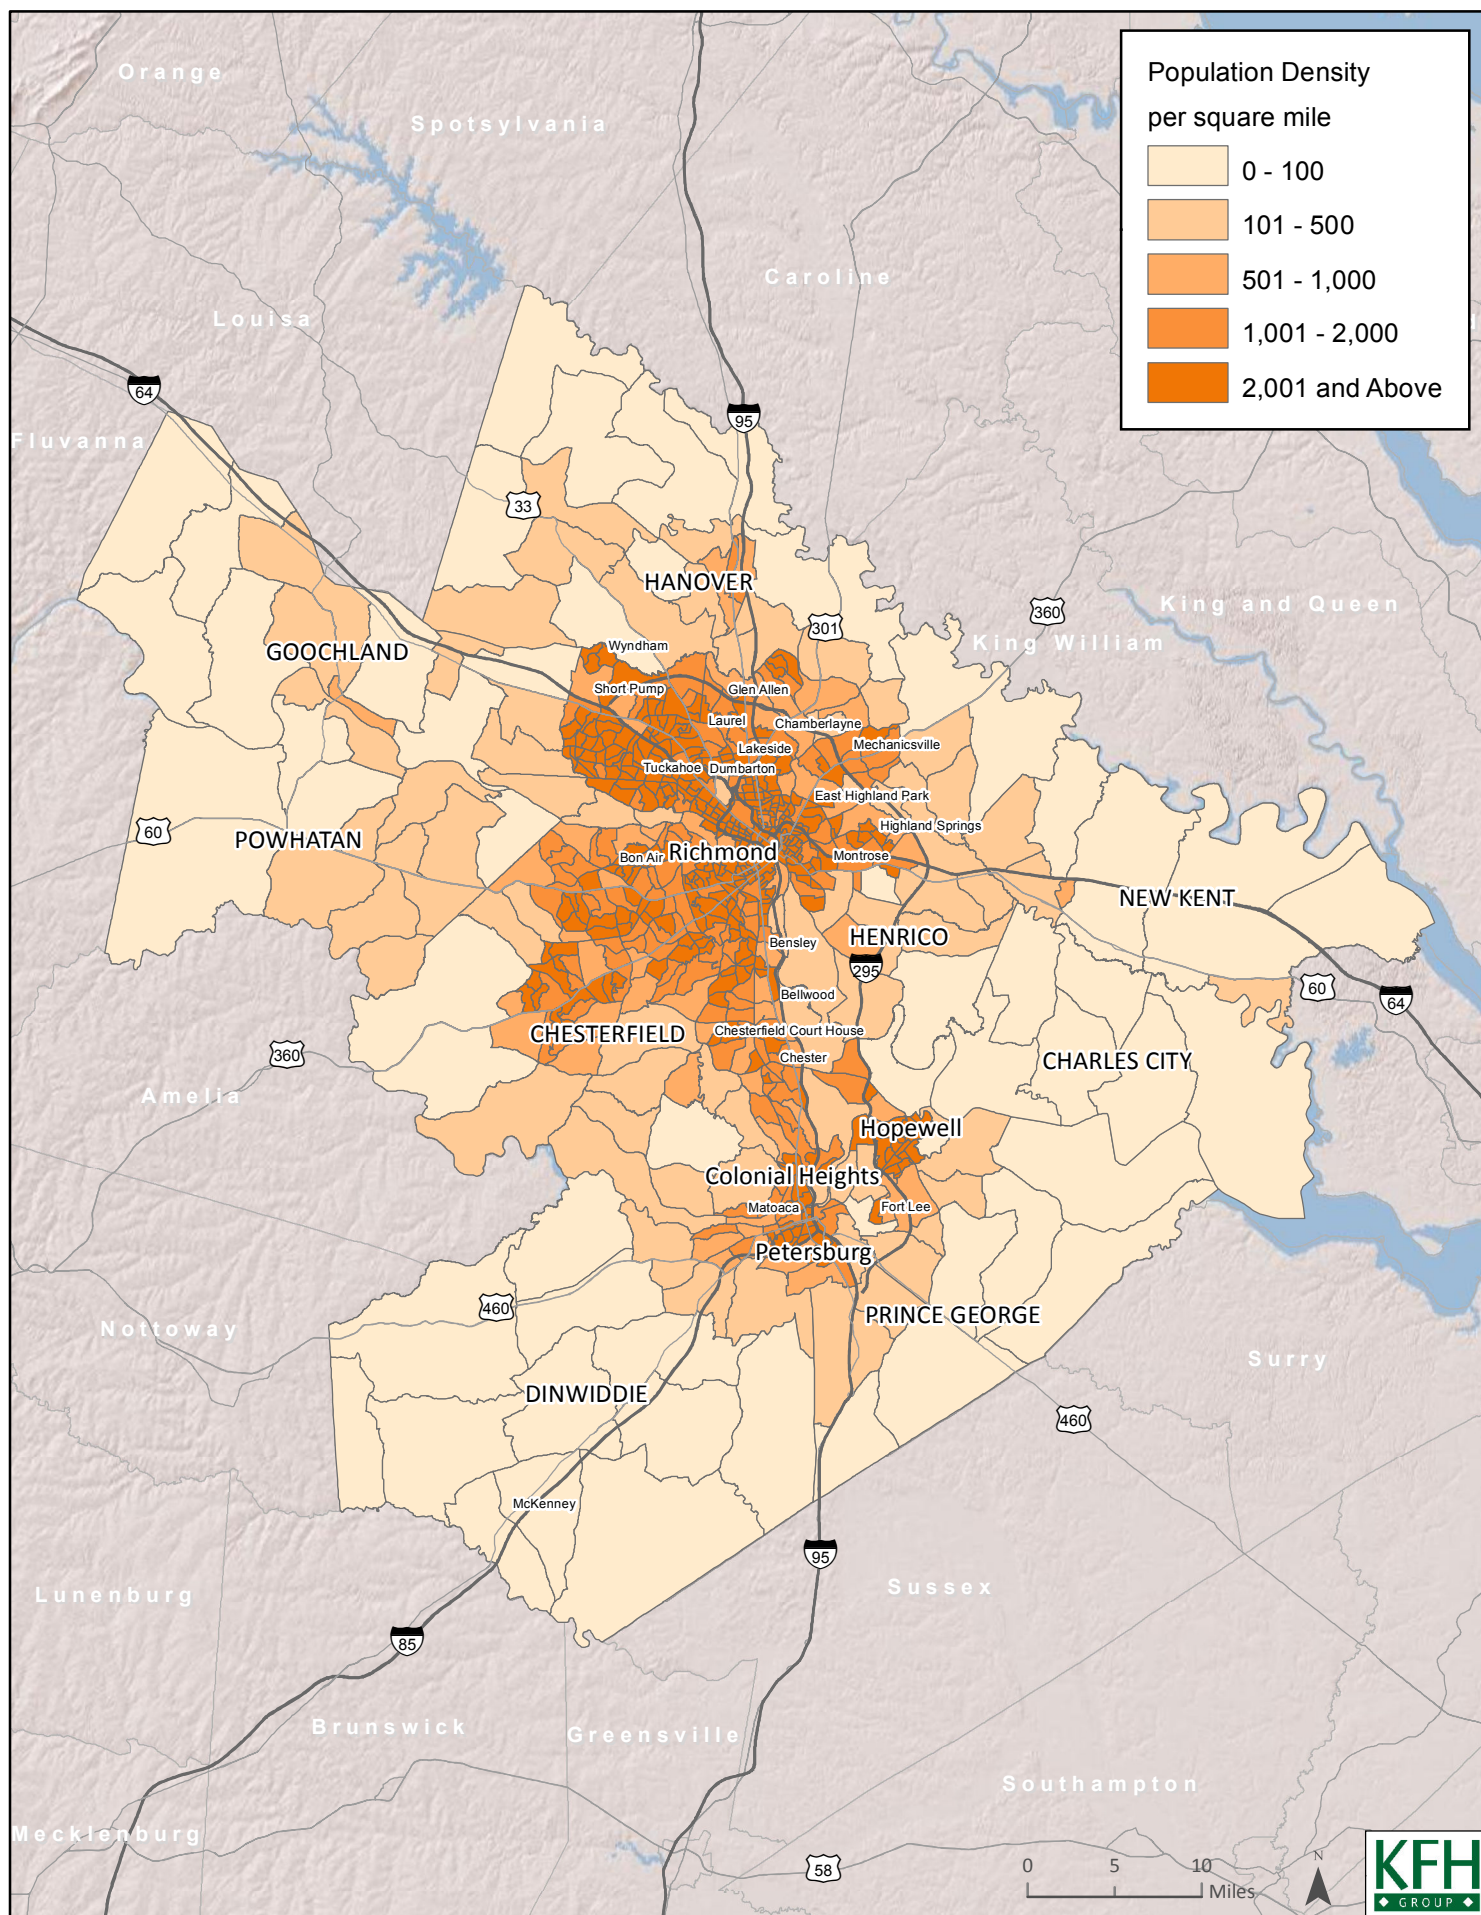 Orange
Spotsylvania
Population Density
per square mile
0 - 100
101 - 500
501 - 1,000
1,001 - 2,000
2,001 and Above
Caroline
Louisa
64
95
Fluvanna
33
HANOVER
301
360
King and Queen
King William
GOOCHLAND
Wyndham
Short Pump
Glen Allen
Laurel
Chamberlayne
Lakeside
Mechanicsville
Tuckahoe
Dumbarton
East Highland Park
Highland Springs
60
POWHATAN
Bon Air
Richmond
Montrose
NEW KENT
Bensley
HENRICO
295
60
64
Bellwood
CHESTERFIELD
Chesterfield Court House
Chester
360
CHARLES CITY
Amelia
Hopewell
Colonial Heights
Matoaca
Fort Lee
Petersburg
460
PRINCE GEORGE
Nottoway
Surry
DINWIDDIE
460
McKenney
95
Sussex
Lunenburg
85
Brunswick
Greensville
Southampton
Mecklenburg
58
0 5 10
Miles
N
KFH
GROUP